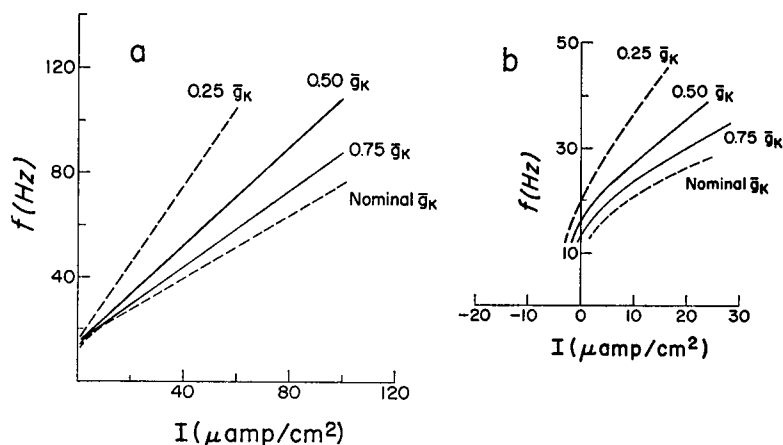 a
120
80
40
f(Hz)
0.25 ḡK
0.50 ḡK
0.75 ḡK
Nominal ḡK
40 80 120
I (μamp/cm²)
b
50
30
10
f(Hz)
0.25 ḡK
0.50 ḡK
0.75 ḡK
Nominal ḡK
-20 -10 0 10 20 30
I (μamp/cm²)